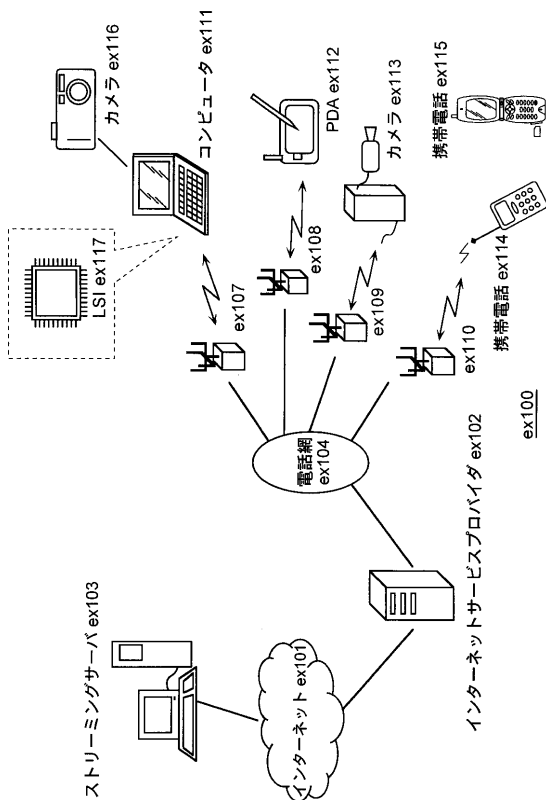 ストリーミングサーバ ex103
インターネット ex101
インターネットサービスプロバイダ ex102
電話網
ex104
LSI ex117
カメラ ex116
コンピュータ ex111
ex107
PDA ex112
ex108
カメラ ex113
ex109
携帯電話 ex115
携帯電話 ex114
ex110
ex100